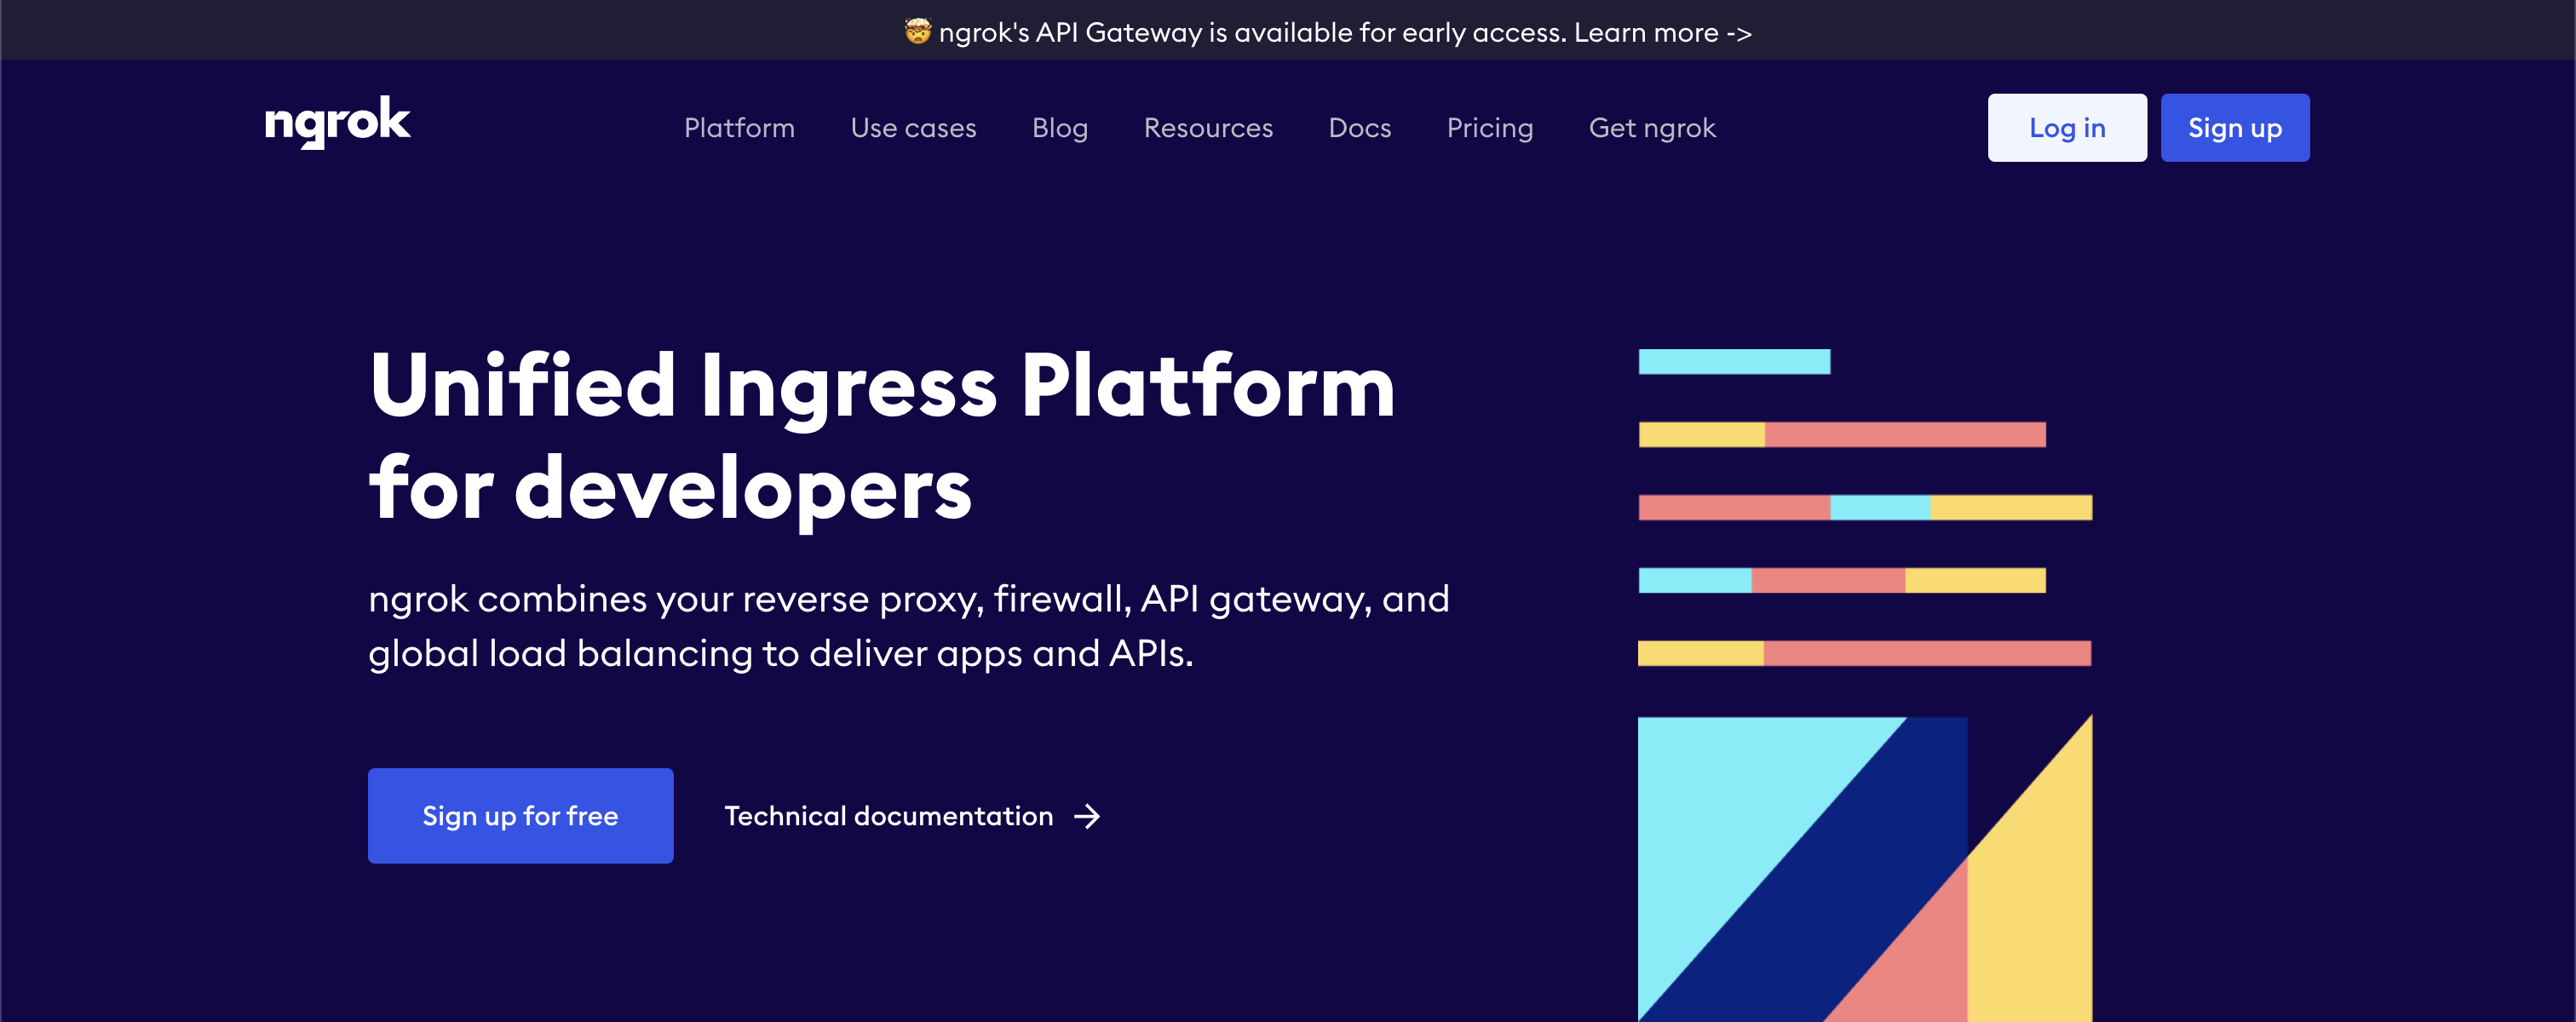 🤯 ngrok's API Gateway is available for early access. Learn more ->
ngrok
Platform Use cases Blog Resources Docs Pricing Get ngrok
Log in Sign up
Unified Ingress Platform
for developers
ngrok combines your reverse proxy, firewall, API gateway, and
global load balancing to deliver apps and APIs.
Sign up for free Technical documentation →